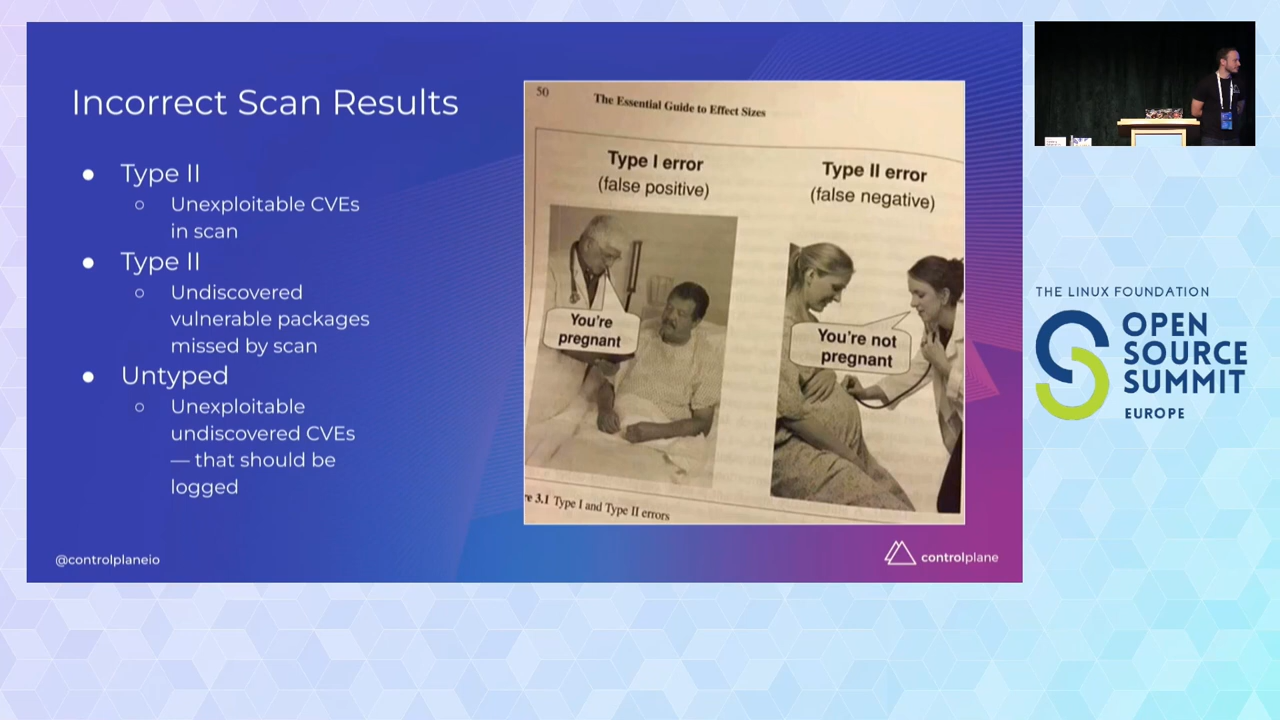 Incorrect Scan Results
● Type II
○ Unexploitable CVEs
in scan
● Type II
○ Undiscovered
vulnerable packages
missed by scan
● Untyped
○ Unexploitable
undiscovered CVEs
— that should be
logged
@controlplaneio
50
The Essential Guide to Effect Sizes
Type I error
(false positive)
You're
pregnant
Type II error
(false negative)
You're not
pregnant
3.1 Type I and Type II errors
controlplane
THE LINUX FOUNDATION
OPEN
SOURCE
SUMMIT
EUROPE